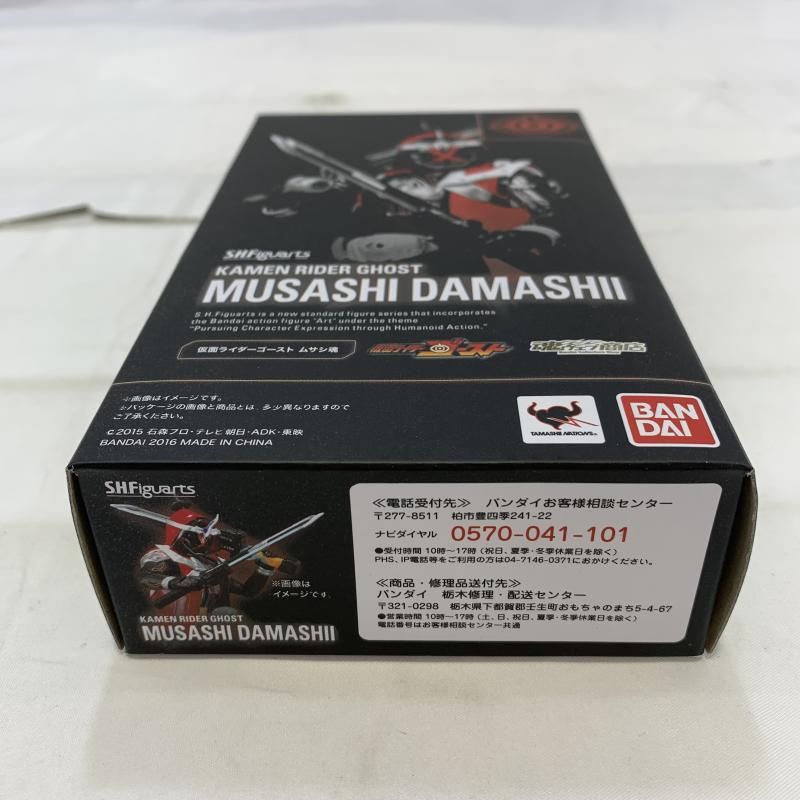 S.H.Figuarts
KAMEN RIDER GHOST
MUSASHI DAMASHII
S.H.Figuarts is a new standard figure series that incorporates
the Bandai action figure "Art" under the theme
"Pursuing Character Expression through Humanoid Action."
仮面ライダーゴースト ムサシ魂
仮面ライダーゴースト
魂ウェブ商店
※画像はイメージです。
※パッケージの画像と商品とは、多少異なりますので
ご了承ください。
©2015 石森プロ・テレビ朝日・ADK・東映
BANDAI 2016 MADE IN CHINA
TAMASHII NATIONS
BAN
DAI
S.H.Figuarts
※画像は
イメージです。
KAMEN RIDER GHOST
MUSASHI DAMASHII
≪電話受付先≫ バンダイお客様相談センター
〒277-8511 柏市豊四季241-22
ナビダイヤル 0570-041-101
●受付時間 10時～17時(祝日、夏季・冬季休業日を除く)
PHS、IP電話等をご利用の方は04-7146-0371におかけください。
≪商品・修理品送付先≫
バンダイ 栃木修理・配送センター
〒321-0298 栃木県下都賀郡壬生町おもちゃのまち5-4-67
●営業時間 10時～17時(土、日、祝日、夏季・冬季休業日を除く)
電話番号はお客様相談センター共通